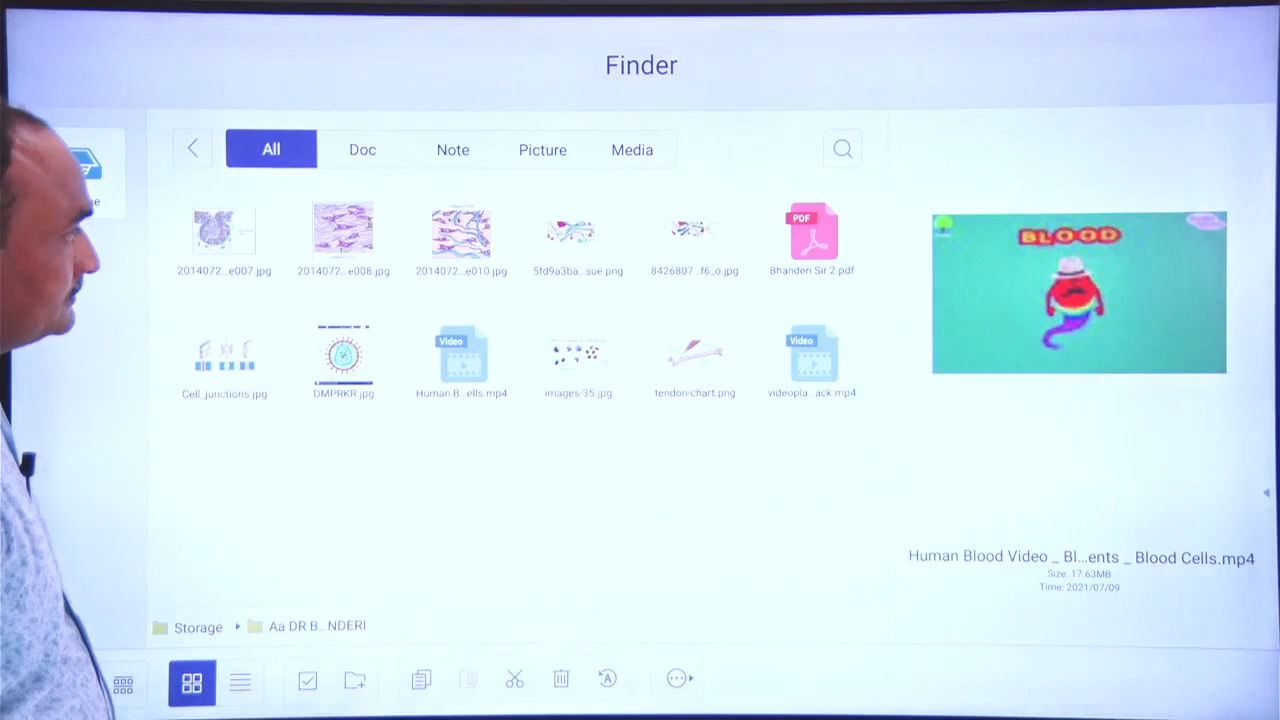 Finder
All Doc Note Picture Media
2014072...e007.jpg 2014072...e008.jpg 2014072...e010.jpg 5fd9a3ba...sue.png 8426807...f6_o.jpg Bhanderi Sir 2.pdf
PDF
BLOOD
Video Video
Cell_junctions.jpg DMPRKR.jpg Human B...ells.mp4 images-35.jpg tendon-chart.png videopla...ack.mp4
Human Blood Video _ Bl...ents _ Blood Cells.mp4
Size: 17.63MB
Time: 2021/07/09
Storage Aa DR B...NDERI